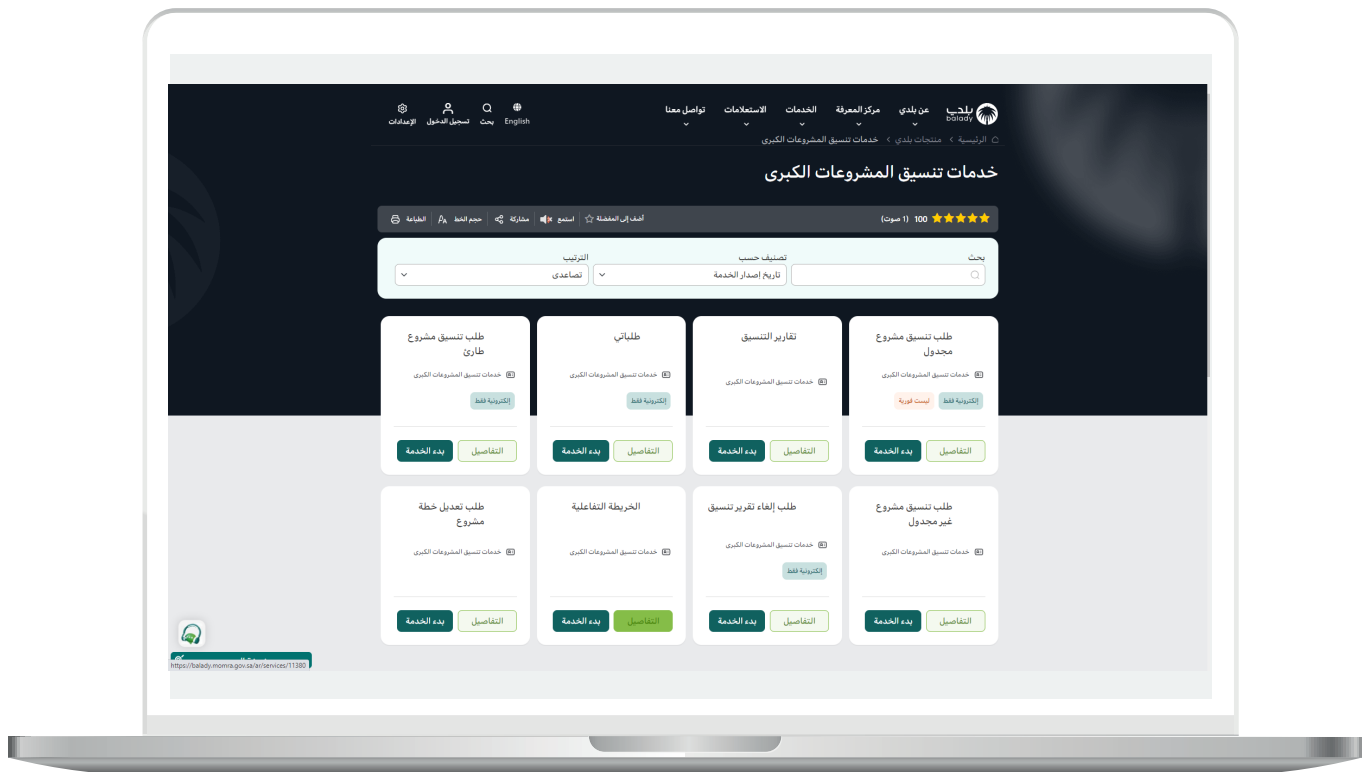 بلدي
balady
عن بلدي
مركز المعرفة
الخدمات
الاستعلامات
تواصل معنا
English
بحث
تسجيل الدخول
الإعدادات
الرئيسية > منتجات بلدي > خدمات تنسيق المشروعات الكبرى
خدمات تنسيق المشروعات الكبرى
100 (1 صوت)
أضف إلى المفضلة
استمع
مشاركة
حجم الخط
الطباعة
بحث
تصنيف حسب
الترتيب
تاريخ إصدار الخدمة
تصاعدى
طلب تنسيق مشروع
مجدول
خدمات تنسيق المشروعات الكبرى
إلكترونية فقط
ليست فورية
التفاصيل
بدء الخدمة
تقارير التنسيق
خدمات تنسيق المشروعات الكبرى
التفاصيل
بدء الخدمة
طلباتي
خدمات تنسيق المشروعات الكبرى
إلكترونية فقط
التفاصيل
بدء الخدمة
طلب تنسيق مشروع
طارئ
خدمات تنسيق المشروعات الكبرى
إلكترونية فقط
التفاصيل
بدء الخدمة
طلب تنسيق مشروع
غير مجدول
خدمات تنسيق المشروعات الكبرى
التفاصيل
بدء الخدمة
طلب إلغاء تقرير تنسيق
خدمات تنسيق المشروعات الكبرى
إلكترونية فقط
التفاصيل
بدء الخدمة
الخريطة التفاعلية
خدمات تنسيق المشروعات الكبرى
التفاصيل
بدء الخدمة
طلب تعديل خطة
مشروع
خدمات تنسيق المشروعات الكبرى
التفاصيل
بدء الخدمة
https://balady.momra.gov.sa/ar/services/11380